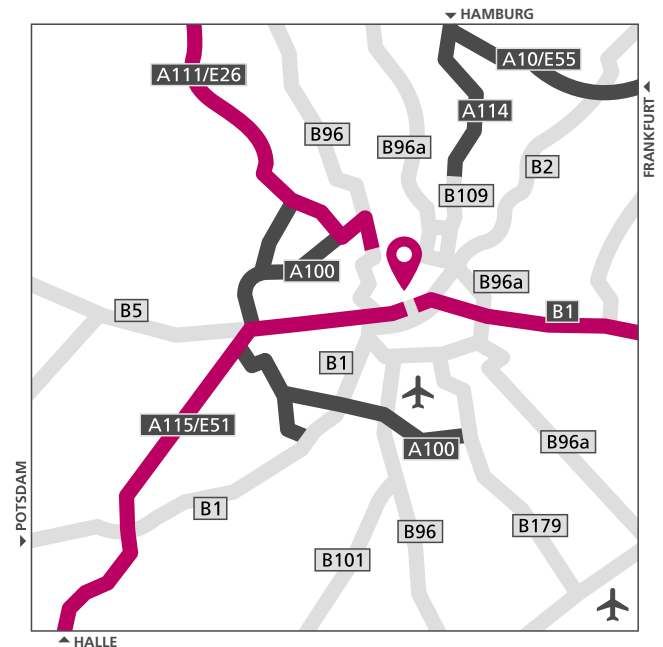 HAMBURG
A10/E55
A111/E26
FRANKFURT
A114
B96
B96a
B2
B109
A100
B96a
B5
B1
B1
A115/E51
B96a
A100
POTSDAM
B1
B179
B96
B101
HALLE